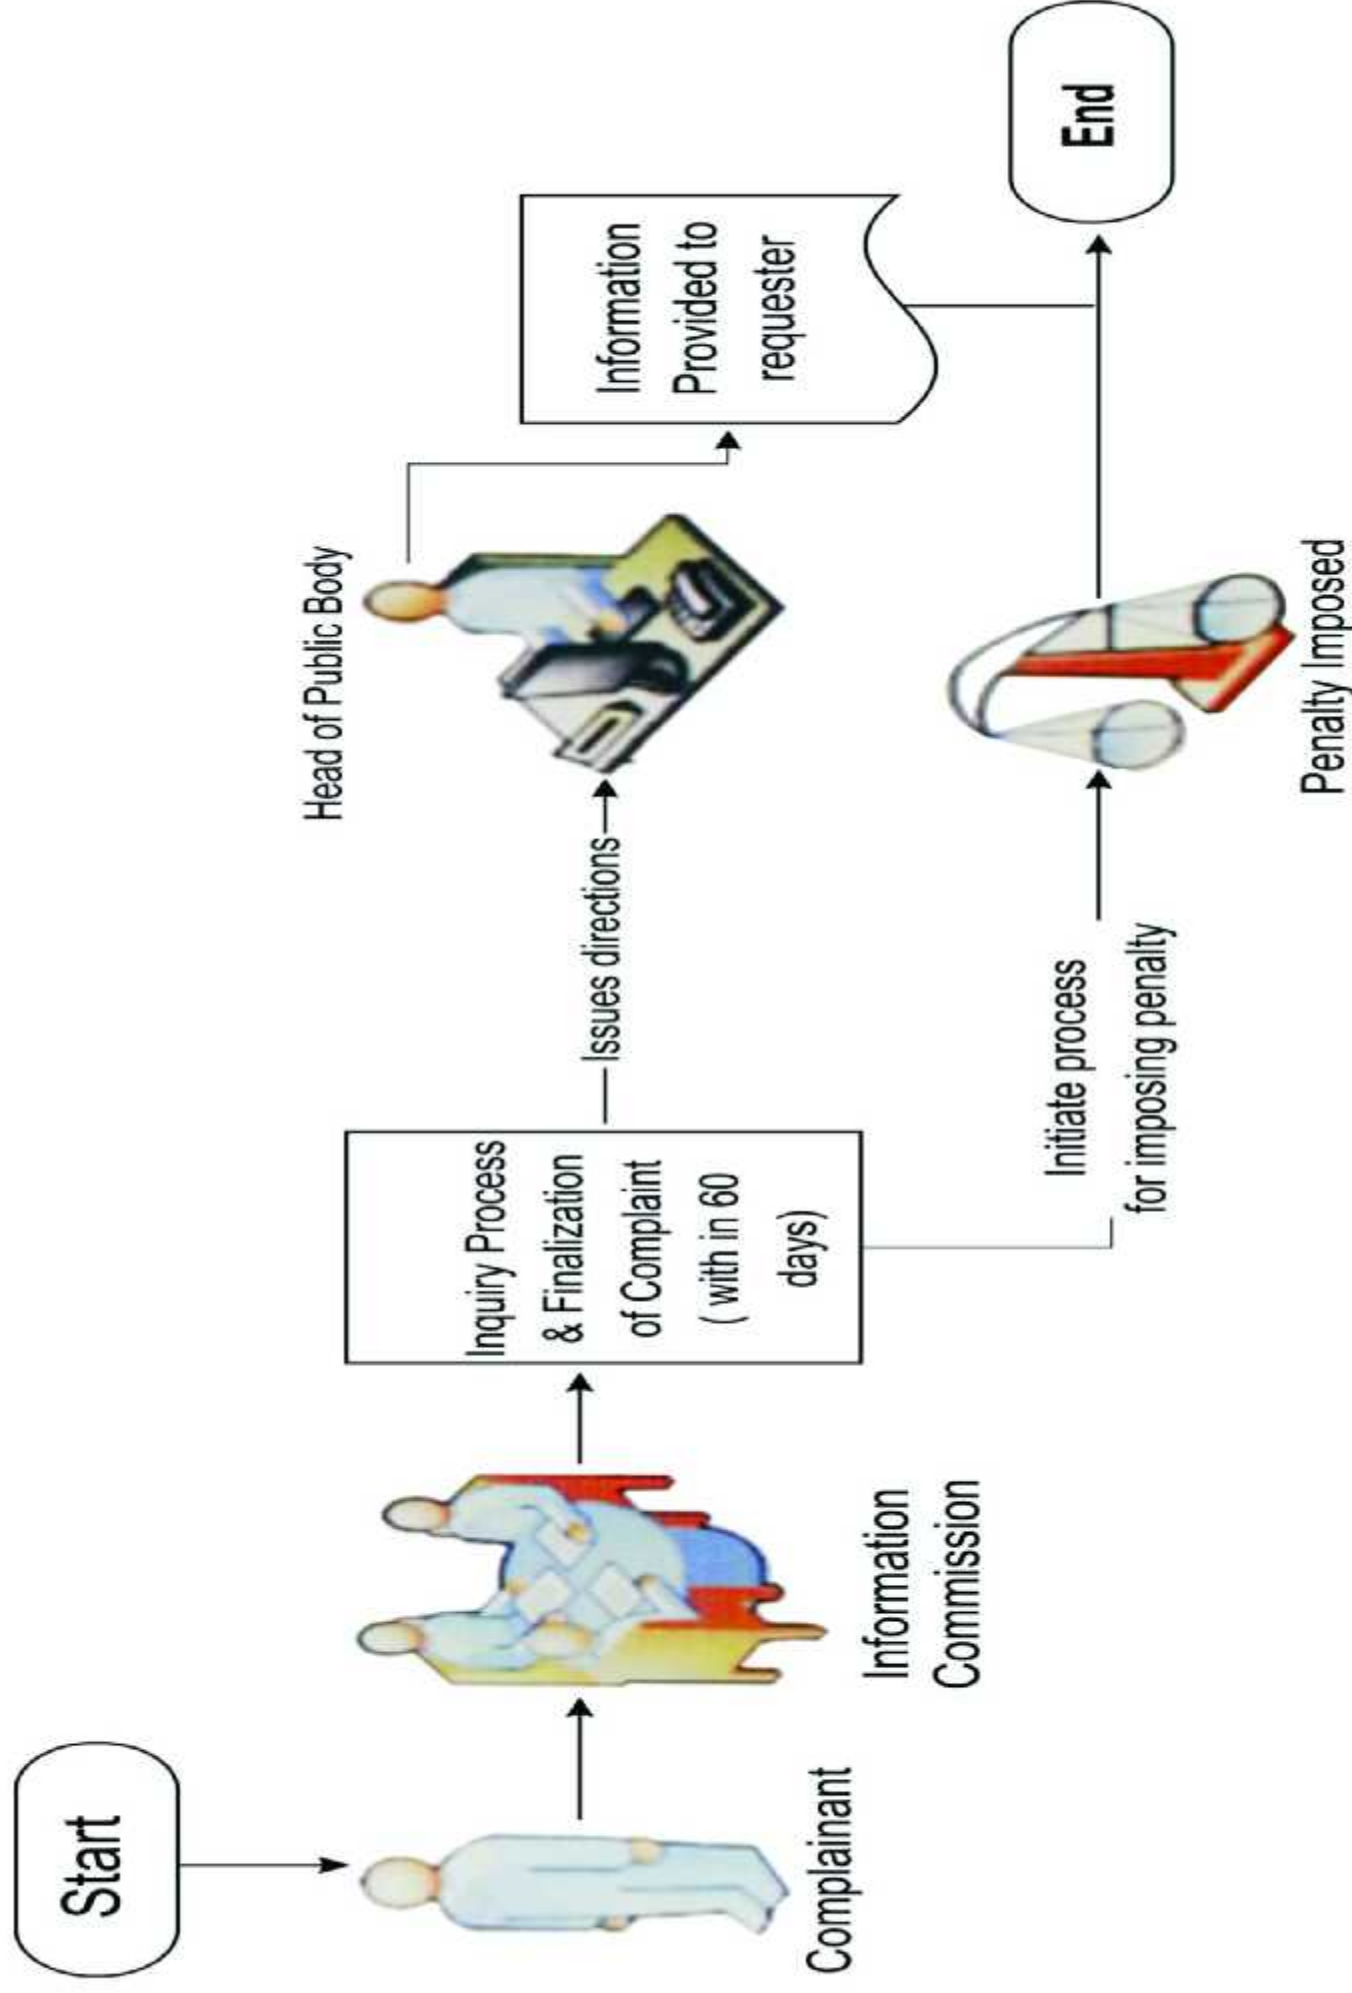 Start
Complainant
Information
Commission
Inquiry Process
& Finalization
of Complaint
( with in 60
days)
Issues directions
Head of Public Body
Information
Provided to
requester
Initiate process
for imposing penalty
Penalty Imposed
End